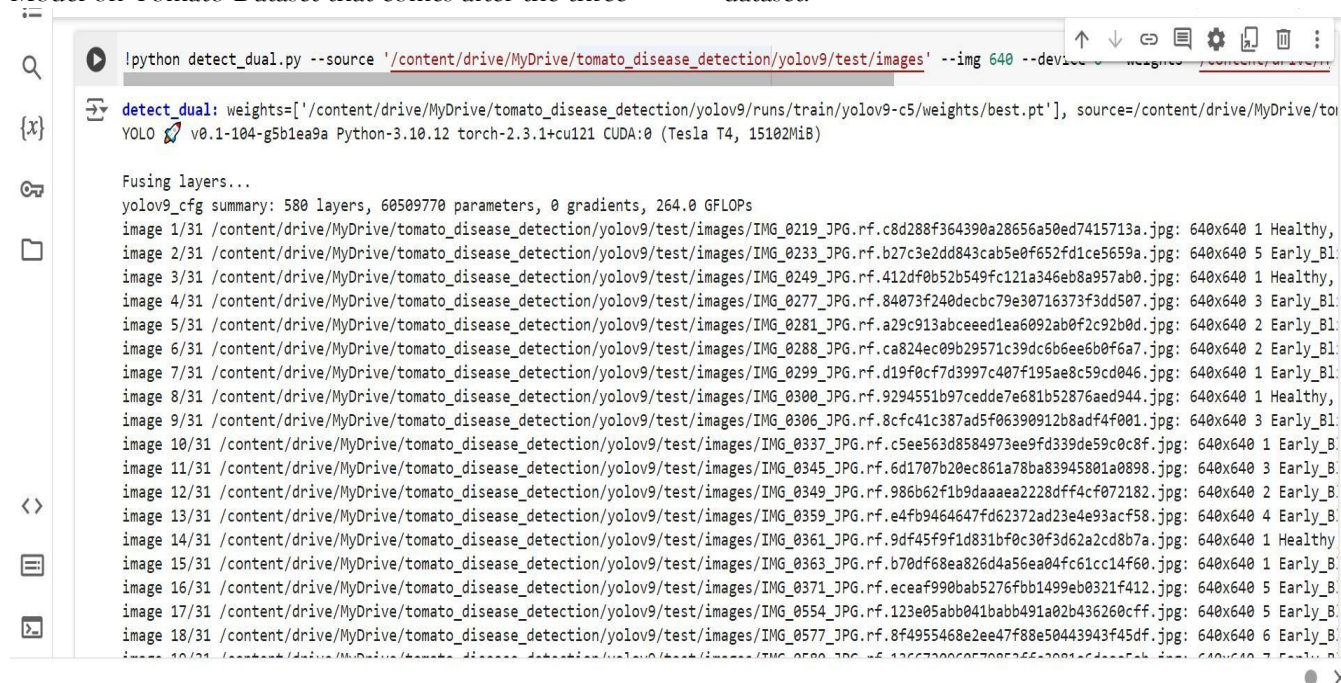 Model on Tomato Dataset that comes after the three dataset.
!python detect_dual.py --source '/content/drive/MyDrive/tomato_disease_detection/yolov9/test/images' --img 640 --device 0 --weights
detect_dual: weights=['/content/drive/MyDrive/tomato_disease_detection/yolov9/runs/train/yolov9-c5/weights/best.pt'], source=/content/drive/MyDrive/to
YOLO 🚀 v0.1-104-g5b1ea9a Python-3.10.12 torch-2.3.1+cu121 CUDA:0 (Tesla T4, 15102MiB)
Fusing layers...
yolov9_cfg summary: 580 layers, 60509770 parameters, 0 gradients, 264.0 GFLOPs
image 1/31 /content/drive/MyDrive/tomato_disease_detection/yolov9/test/images/IMG_0219_JPG.rf.c8d288f364390a28656a50ed7415713a.jpg: 640x640 1 Healthy,
image 2/31 /content/drive/MyDrive/tomato_disease_detection/yolov9/test/images/IMG_0233_JPG.rf.b27c3e2dd843cab5e0f652fd1ce5659a.jpg: 640x640 5 Early_Bl
image 3/31 /content/drive/MyDrive/tomato_disease_detection/yolov9/test/images/IMG_0249_JPG.rf.412df0b52b549fc121a346eb8a957ab0.jpg: 640x640 1 Healthy,
image 4/31 /content/drive/MyDrive/tomato_disease_detection/yolov9/test/images/IMG_0277_JPG.rf.84073f240decbc79e30716373f3dd507.jpg: 640x640 3 Early_Bl
image 5/31 /content/drive/MyDrive/tomato_disease_detection/yolov9/test/images/IMG_0281_JPG.rf.a29c913abceeed1ea6092ab0f2c92b0d.jpg: 640x640 2 Early_Bl
image 6/31 /content/drive/MyDrive/tomato_disease_detection/yolov9/test/images/IMG_0288_JPG.rf.ca824ec09b29571c39dc6b6ee6b0f6a7.jpg: 640x640 2 Early_Bl
image 7/31 /content/drive/MyDrive/tomato_disease_detection/yolov9/test/images/IMG_0299_JPG.rf.d19f0cf7d3997c407f195ae8c59cd046.jpg: 640x640 1 Early_Bl
image 8/31 /content/drive/MyDrive/tomato_disease_detection/yolov9/test/images/IMG_0300_JPG.rf.9294551b97cedde7e681b52876aed944.jpg: 640x640 1 Healthy,
image 9/31 /content/drive/MyDrive/tomato_disease_detection/yolov9/test/images/IMG_0306_JPG.rf.8cfc41c387ad5f06390912b8adf4f001.jpg: 640x640 3 Early_Bl
image 10/31 /content/drive/MyDrive/tomato_disease_detection/yolov9/test/images/IMG_0337_JPG.rf.c5ee563d8584973ee9fd339de59c0c8f.jpg: 640x640 1 Early_B
image 11/31 /content/drive/MyDrive/tomato_disease_detection/yolov9/test/images/IMG_0345_JPG.rf.6d1707b20ec861a78ba83945801a0898.jpg: 640x640 3 Early_B
image 12/31 /content/drive/MyDrive/tomato_disease_detection/yolov9/test/images/IMG_0349_JPG.rf.986b62f1b9daaaea2228dff4cf072182.jpg: 640x640 2 Early_B
image 13/31 /content/drive/MyDrive/tomato_disease_detection/yolov9/test/images/IMG_0359_JPG.rf.e4fb9464647fd62372ad23e4e93acf58.jpg: 640x640 4 Early_B
image 14/31 /content/drive/MyDrive/tomato_disease_detection/yolov9/test/images/IMG_0361_JPG.rf.9df45f9f1d831bf0c30f3d62a2cd8b7a.jpg: 640x640 1 Healthy
image 15/31 /content/drive/MyDrive/tomato_disease_detection/yolov9/test/images/IMG_0363_JPG.rf.b70df68ea826d4a56ea04fc61cc14f60.jpg: 640x640 1 Early_B
image 16/31 /content/drive/MyDrive/tomato_disease_detection/yolov9/test/images/IMG_0371_JPG.rf.eceaf990bab5276fbb1499eb0321f412.jpg: 640x640 5 Early_B
image 17/31 /content/drive/MyDrive/tomato_disease_detection/yolov9/test/images/IMG_0554_JPG.rf.123e05abb041babb491a02b436260cff.jpg: 640x640 5 Early_B
image 18/31 /content/drive/MyDrive/tomato_disease_detection/yolov9/test/images/IMG_0577_JPG.rf.8f4955468e2ee47f88e50443943f45df.jpg: 640x640 6 Early_B